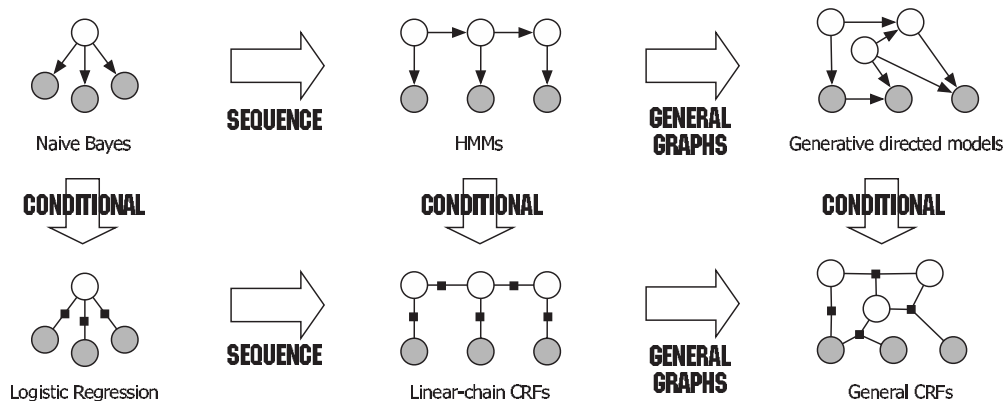 SEQUENCE
GENERAL
GRAPHS
Naive Bayes
HMMs
Generative directed models
CONDITIONAL
CONDITIONAL
CONDITIONAL
SEQUENCE
GENERAL
GRAPHS
Logistic Regression
Linear-chain CRFs
General CRFs